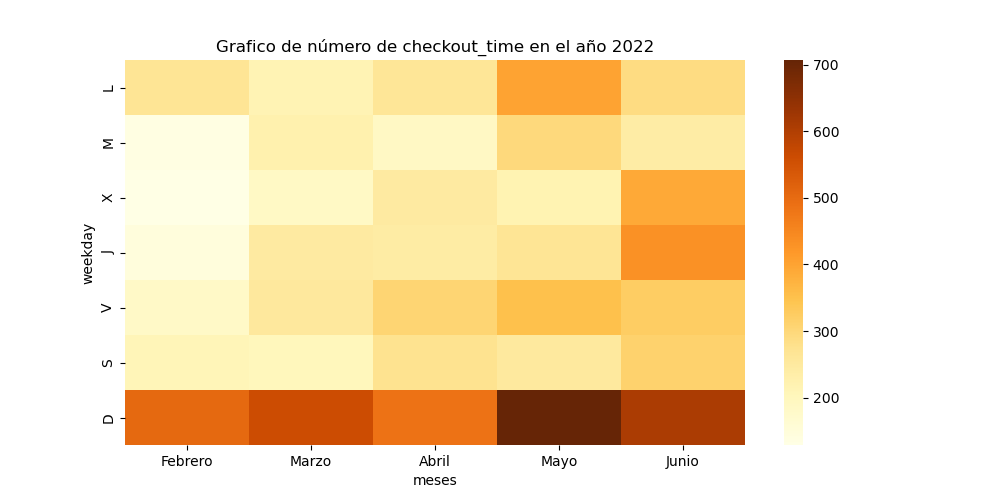 Grafico de número de checkout_time en el año 2022
weekday
L
M
X
J
V
S
D
Febrero Marzo Abril Mayo Junio
meses
700
600
500
400
300
200